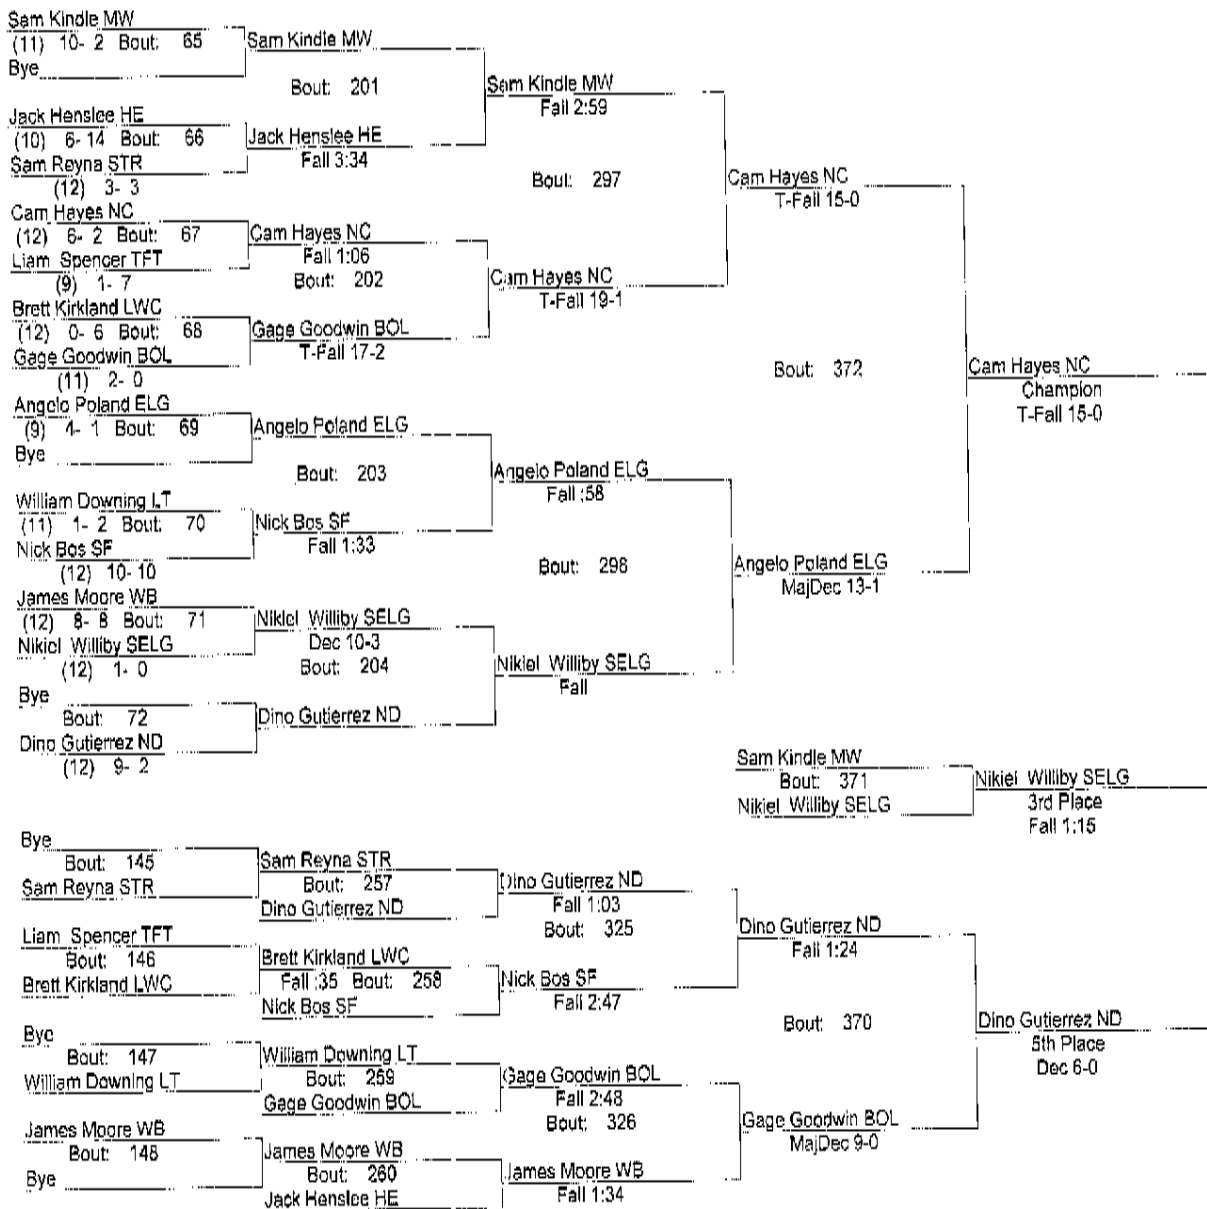 Sam Kindle MW
(11) 10- 2 Bout: 65
Bye
Sam Kindle MW
Bout: 201
Jack Henslee HE
(10) 6- 14 Bout: 66
Sam Reyna STR
(12) 3- 3
Jack Henslee HE
Fall 3:34
Sam Kindle MW
Fall 2:59
Bout: 297
Cam Hayes NC
(12) 6- 2 Bout: 67
Liam Spencer TFT
(9) 1- 7
Cam Hayes NC
Fall 1:06
Bout: 202
Brett Kirkland LWC
(12) 0- 6 Bout: 68
Gage Goodwin BOL
(11) 2- 0
Gage Goodwin BOL
T-Fall 17-2
Cam Hayes NC
T-Fall 19-1
Cam Hayes NC
T-Fall 15-0
Bout: 372
Cam Hayes NC
Champion
T-Fall 15-0
Angelo Poland ELG
(9) 4- 1 Bout: 69
Bye
Angelo Poland ELG
Bout: 203
William Downing LT
(11) 1- 2 Bout: 70
Nick Bos SF
(12) 10- 10
Nick Bos SF
Fall 1:33
Angelo Poland ELG
Fall :58
Bout: 298
James Moore WB
(12) 8- 8 Bout: 71
Nikiel Williby SELG
(12) 1- 0
Nikiel Williby SELG
Dec 10-3
Bout: 204
Bye
Bout: 72
Dino Gutierrez ND
(12) 9- 2
Dino Gutierrez ND
Nikiel Williby SELG
Fall
Angelo Poland ELG
MajDec 13-1
Sam Kindle MW
Bout: 371
Nikiel Williby SELG
Nikiel Williby SELG
3rd Place
Fall 1:15
Bye
Bout: 145
Sam Reyna STR
Sam Reyna STR
Bout: 257
Dino Gutierrez ND
Dino Gutierrez ND
Fall 1:03
Bout: 325
Liam Spencer TFT
Bout: 146
Brett Kirkland LWC
Brett Kirkland LWC
Fall :35 Bout: 258
Nick Bos SF
Nick Bos SF
Fall 2:47
Dino Gutierrez ND
Fall 1:24
Bout: 370
Dino Gutierrez ND
5th Place
Dec 6-0
Bye
Bout: 147
William Downing LT
William Downing LT
Bout: 259
Gage Goodwin BOL
Gage Goodwin BOL
Fall 2:48
Bout: 326
James Moore WB
Bout: 148
Bye
James Moore WB
Bout: 260
Jack Henslee HE
James Moore WB
Fall 1:34
Gage Goodwin BOL
MajDec 9-0